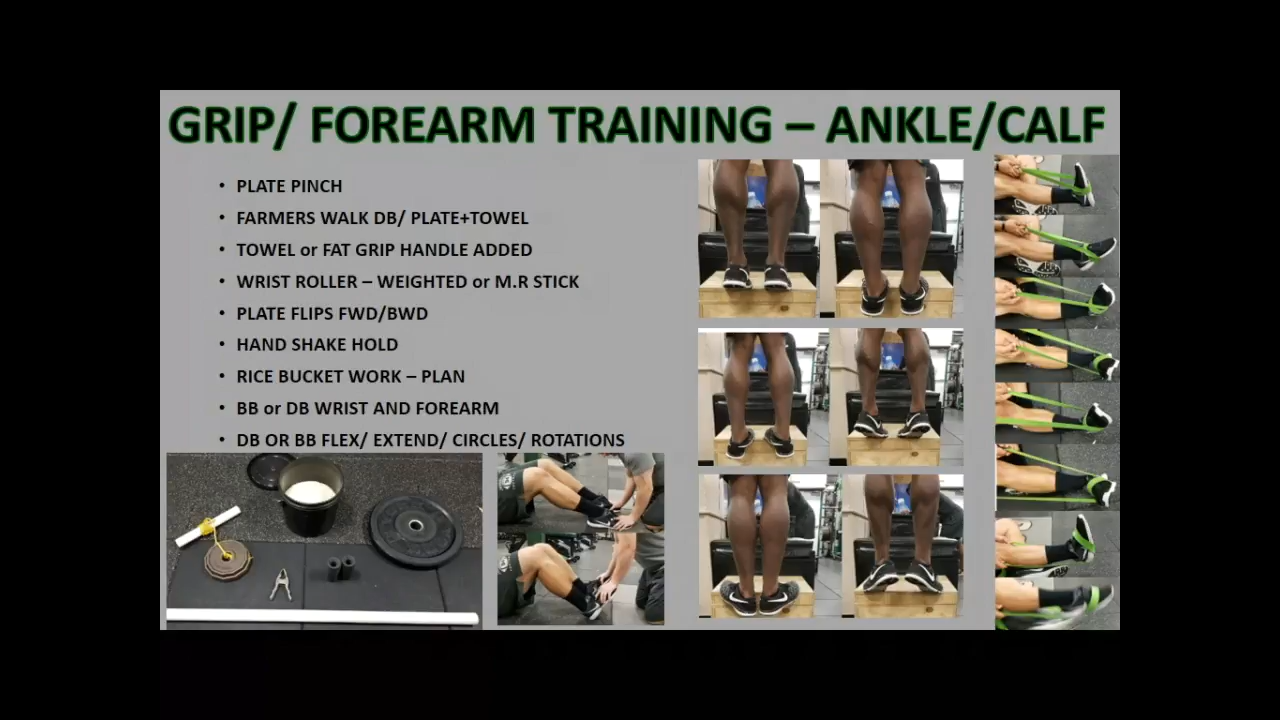 GRIP/ FOREARM TRAINING – ANKLE/CALF
• PLATE PINCH
• FARMERS WALK DB/ PLATE+TOWEL
• TOWEL or FAT GRIP HANDLE ADDED
• WRIST ROLLER – WEIGHTED or M.R STICK
• PLATE FLIPS FWD/BWD
• HAND SHAKE HOLD
• RICE BUCKET WORK – PLAN
• BB or DB WRIST AND FOREARM
• DB OR BB FLEX/ EXTEND/ CIRCLES/ ROTATIONS